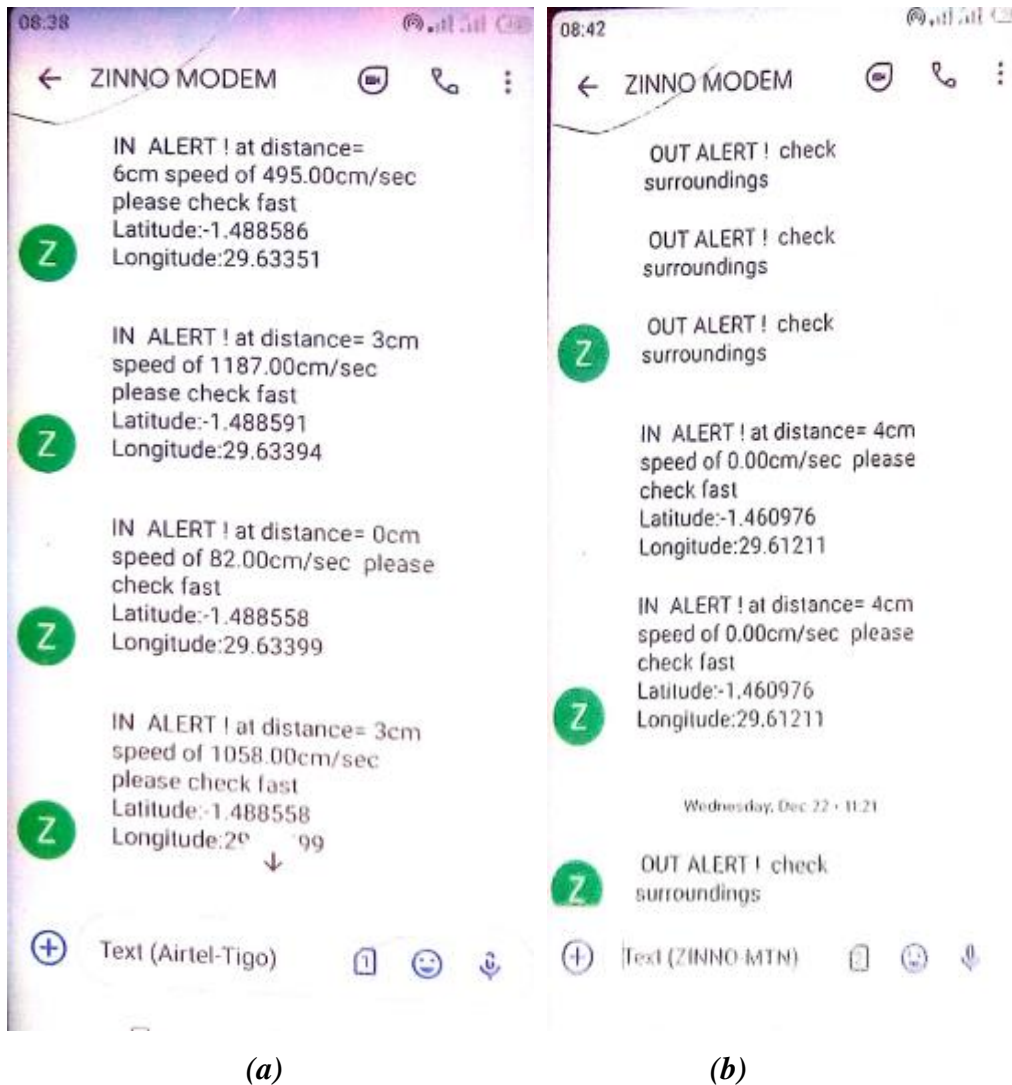 08:38
ZINNO MODEM
IN ALERT ! at distance=
6cm speed of 495.00cm/sec
please check fast
Latitude:-1.488586
Longitude:29.63351
Z
IN ALERT ! at distance= 3cm
speed of 1187.00cm/sec
please check fast
Latitude:-1.488591
Longitude:29.63394
Z
IN ALERT ! at distance= 0cm
speed of 82.00cm/sec please
check fast
Latitude:-1.488558
Longitude:29.63399
Z
IN ALERT ! at distance= 3cm
speed of 1058.00cm/sec
please check fast
Latitude:-1.488558
Longitude:29 99
Z
Text (Airtel-Tigo)
1
(a)
08:42
ZINNO MODEM
OUT ALERT ! check
surroundings
OUT ALERT ! check
surroundings
OUT ALERT ! check
surroundings
Z
IN ALERT ! at distance= 4cm
speed of 0.00cm/sec please
check fast
Latitude:-1.460976
Longitude:29.61211
IN ALERT ! at distance= 4cm
speed of 0.00cm/sec please
check fast
Latitude:-1.460976
Longitude:29.61211
Z
Wednesday, Dec 22 • 11:21
OUT ALERT ! check
surroundings
Z
Text (ZINNO-MTN)
(b)